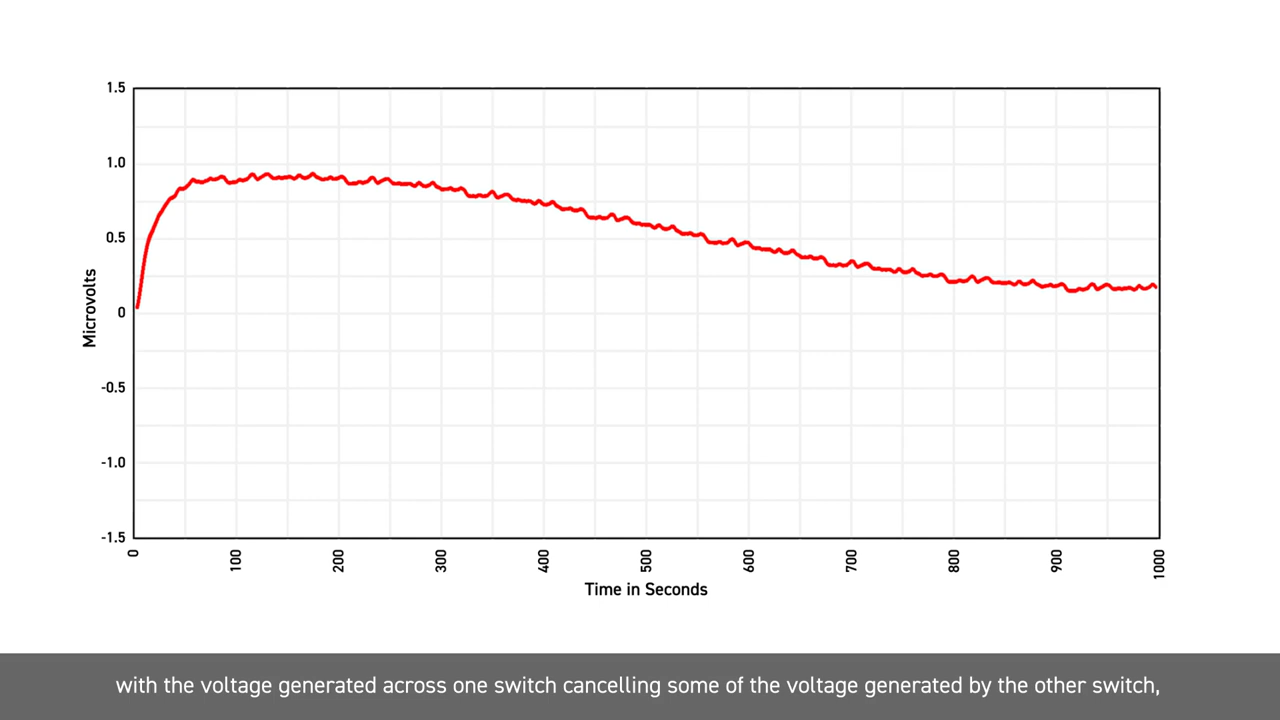 1.5
1.0
0.5
0
-0.5
-1.0
-1.5
Microvolts
0 100 200 300 400 500 600 700 800 900 1000
Time in Seconds
with the voltage generated across one switch cancelling some of the voltage generated by the other switch,